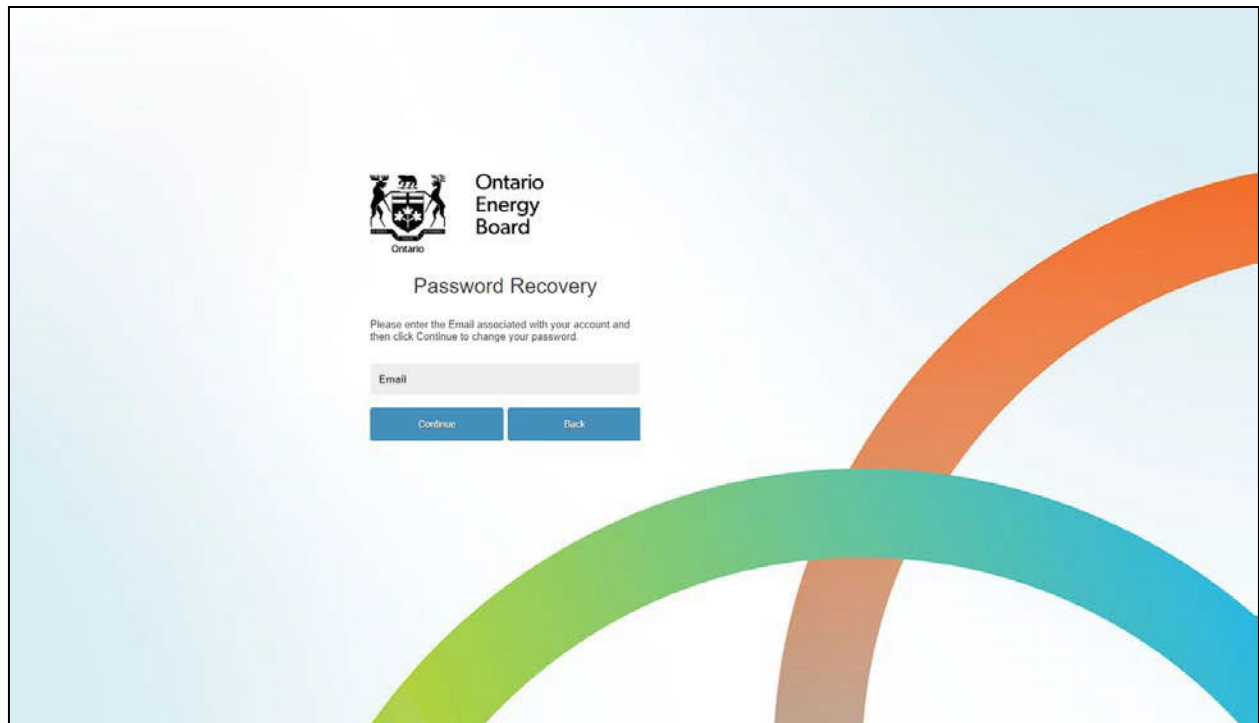 Ontario
Energy
Board
Ontario
Password Recovery
Please enter the Email associated with your account and
then click Continue to change your password.
Email
Continue
Back